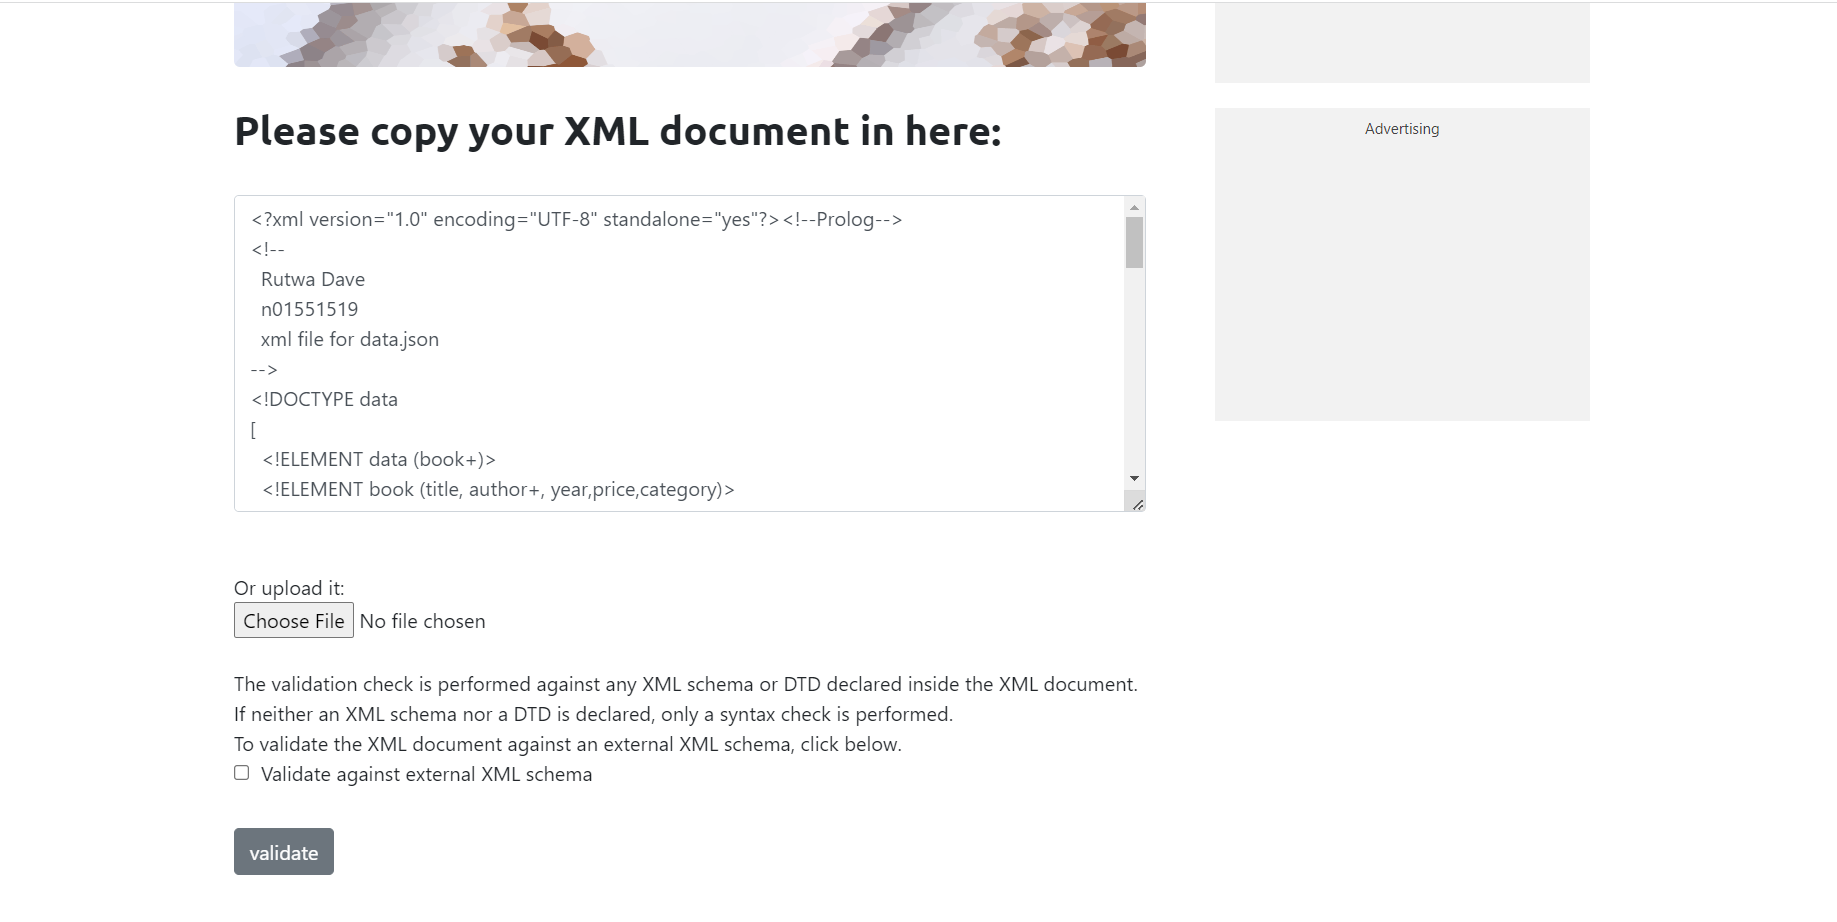 Please copy your XML document in here:
Advertising
<?xml version="1.0" encoding="UTF-8" standalone="yes"?><!--Prolog-->
<!--
  Rutwa Dave
  n01551519
  xml file for data.json
-->
<!DOCTYPE data
[
  <!ELEMENT data (book+)>
  <!ELEMENT book (title, author+, year,price,category)>
Or upload it:
Choose File No file chosen
The validation check is performed against any XML schema or DTD declared inside the XML document.
If neither an XML schema nor a DTD is declared, only a syntax check is performed.
To validate the XML document against an external XML schema, click below.
Validate against external XML schema
validate